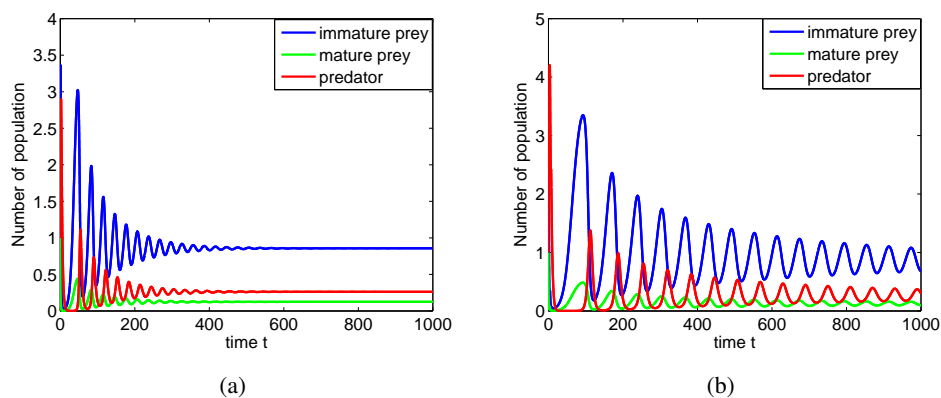 4
3.5
3
2.5
2
1.5
1
0.5
0
0 200 400 600 800 1000
Number of population
time t
immature prey
mature prey
predator
(a)
5
4
3
2
1
0
0 200 400 600 800 1000
Number of population
time t
immature prey
mature prey
predator
(b)